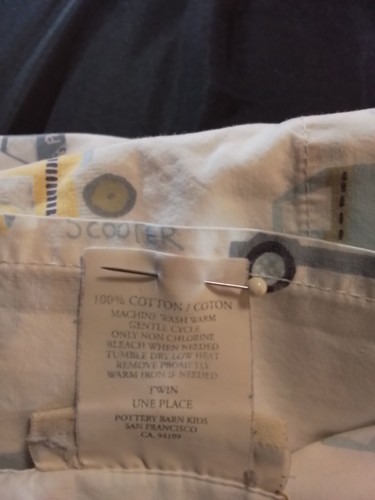 SCOOTER
100% COTTON / COTON
MACHINE WASH WARM
GENTLE CYCLE
ONLY NON CHLORINE
BLEACH WHEN NEEDED
TUMBLE DRY LOW HEAT
REMOVE PROMPTLY
WARM IRON IF NEEDED
TWIN
UNE PLACE
POTTERY BARN KIDS
SAN FRANCISCO
CA. 94109